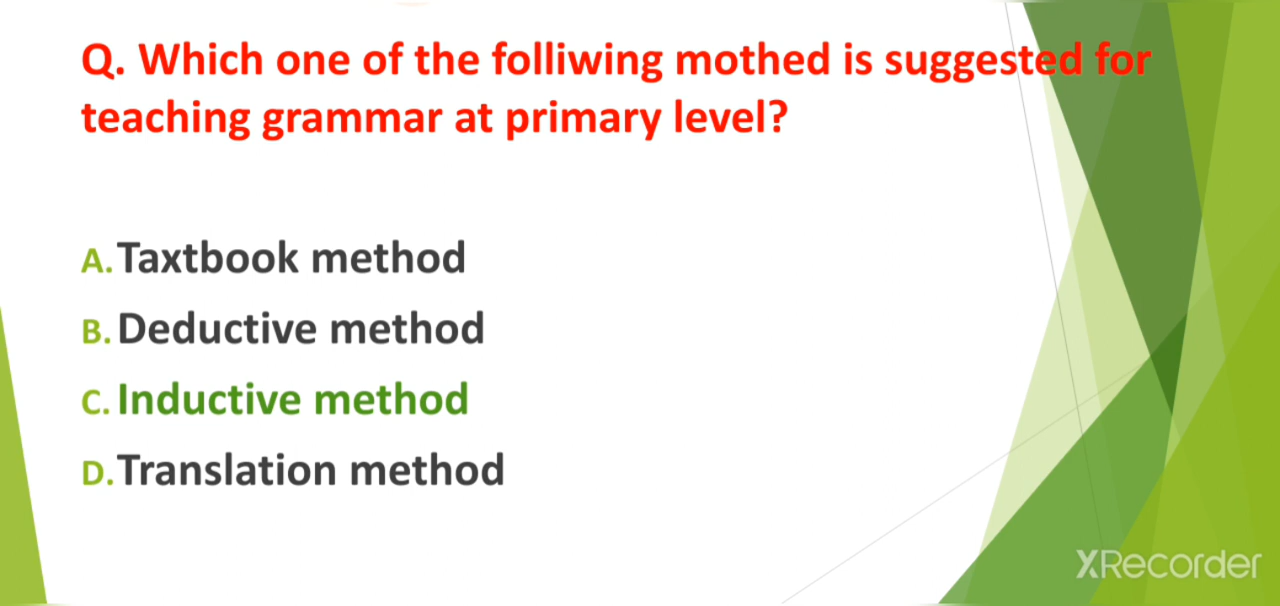 Q. Which one of the folliwing mothed is suggested for
teaching grammar at primary level?
A. Taxtbook method
B. Deductive method
C. Inductive method
D. Translation method
XRecorder